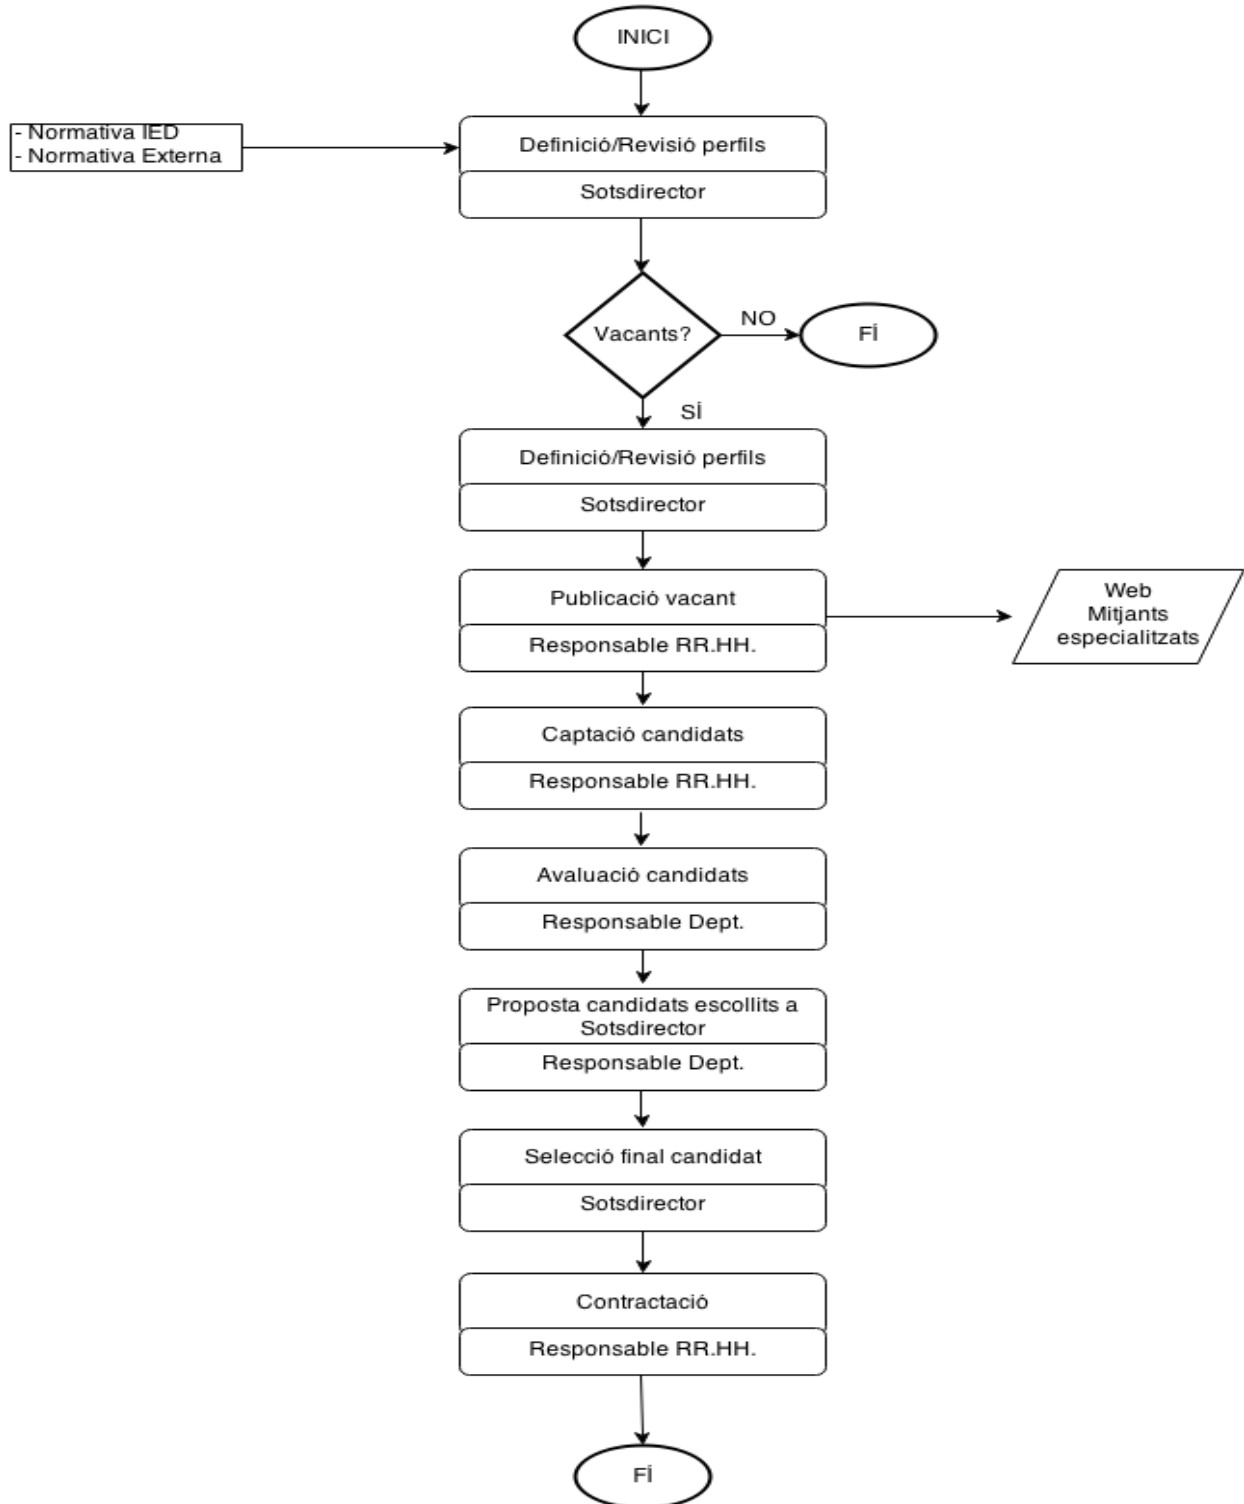 INICI
- Normativa IED
- Normativa Externa
Definició/Revisió perfils
Sotsdirector
Vacants?
NO
FÍ
SÍ
Definició/Revisió perfils
Sotsdirector
Publicació vacant
Responsable RR.HH.
Web
Mitjants
especialitzats
Captació candidats
Responsable RR.HH.
Avaluació candidats
Responsable Dept.
Proposta candidats escollits a
Sotsdirector
Responsable Dept.
Selecció final candidat
Sotsdirector
Contractació
Responsable RR.HH.
FÍ